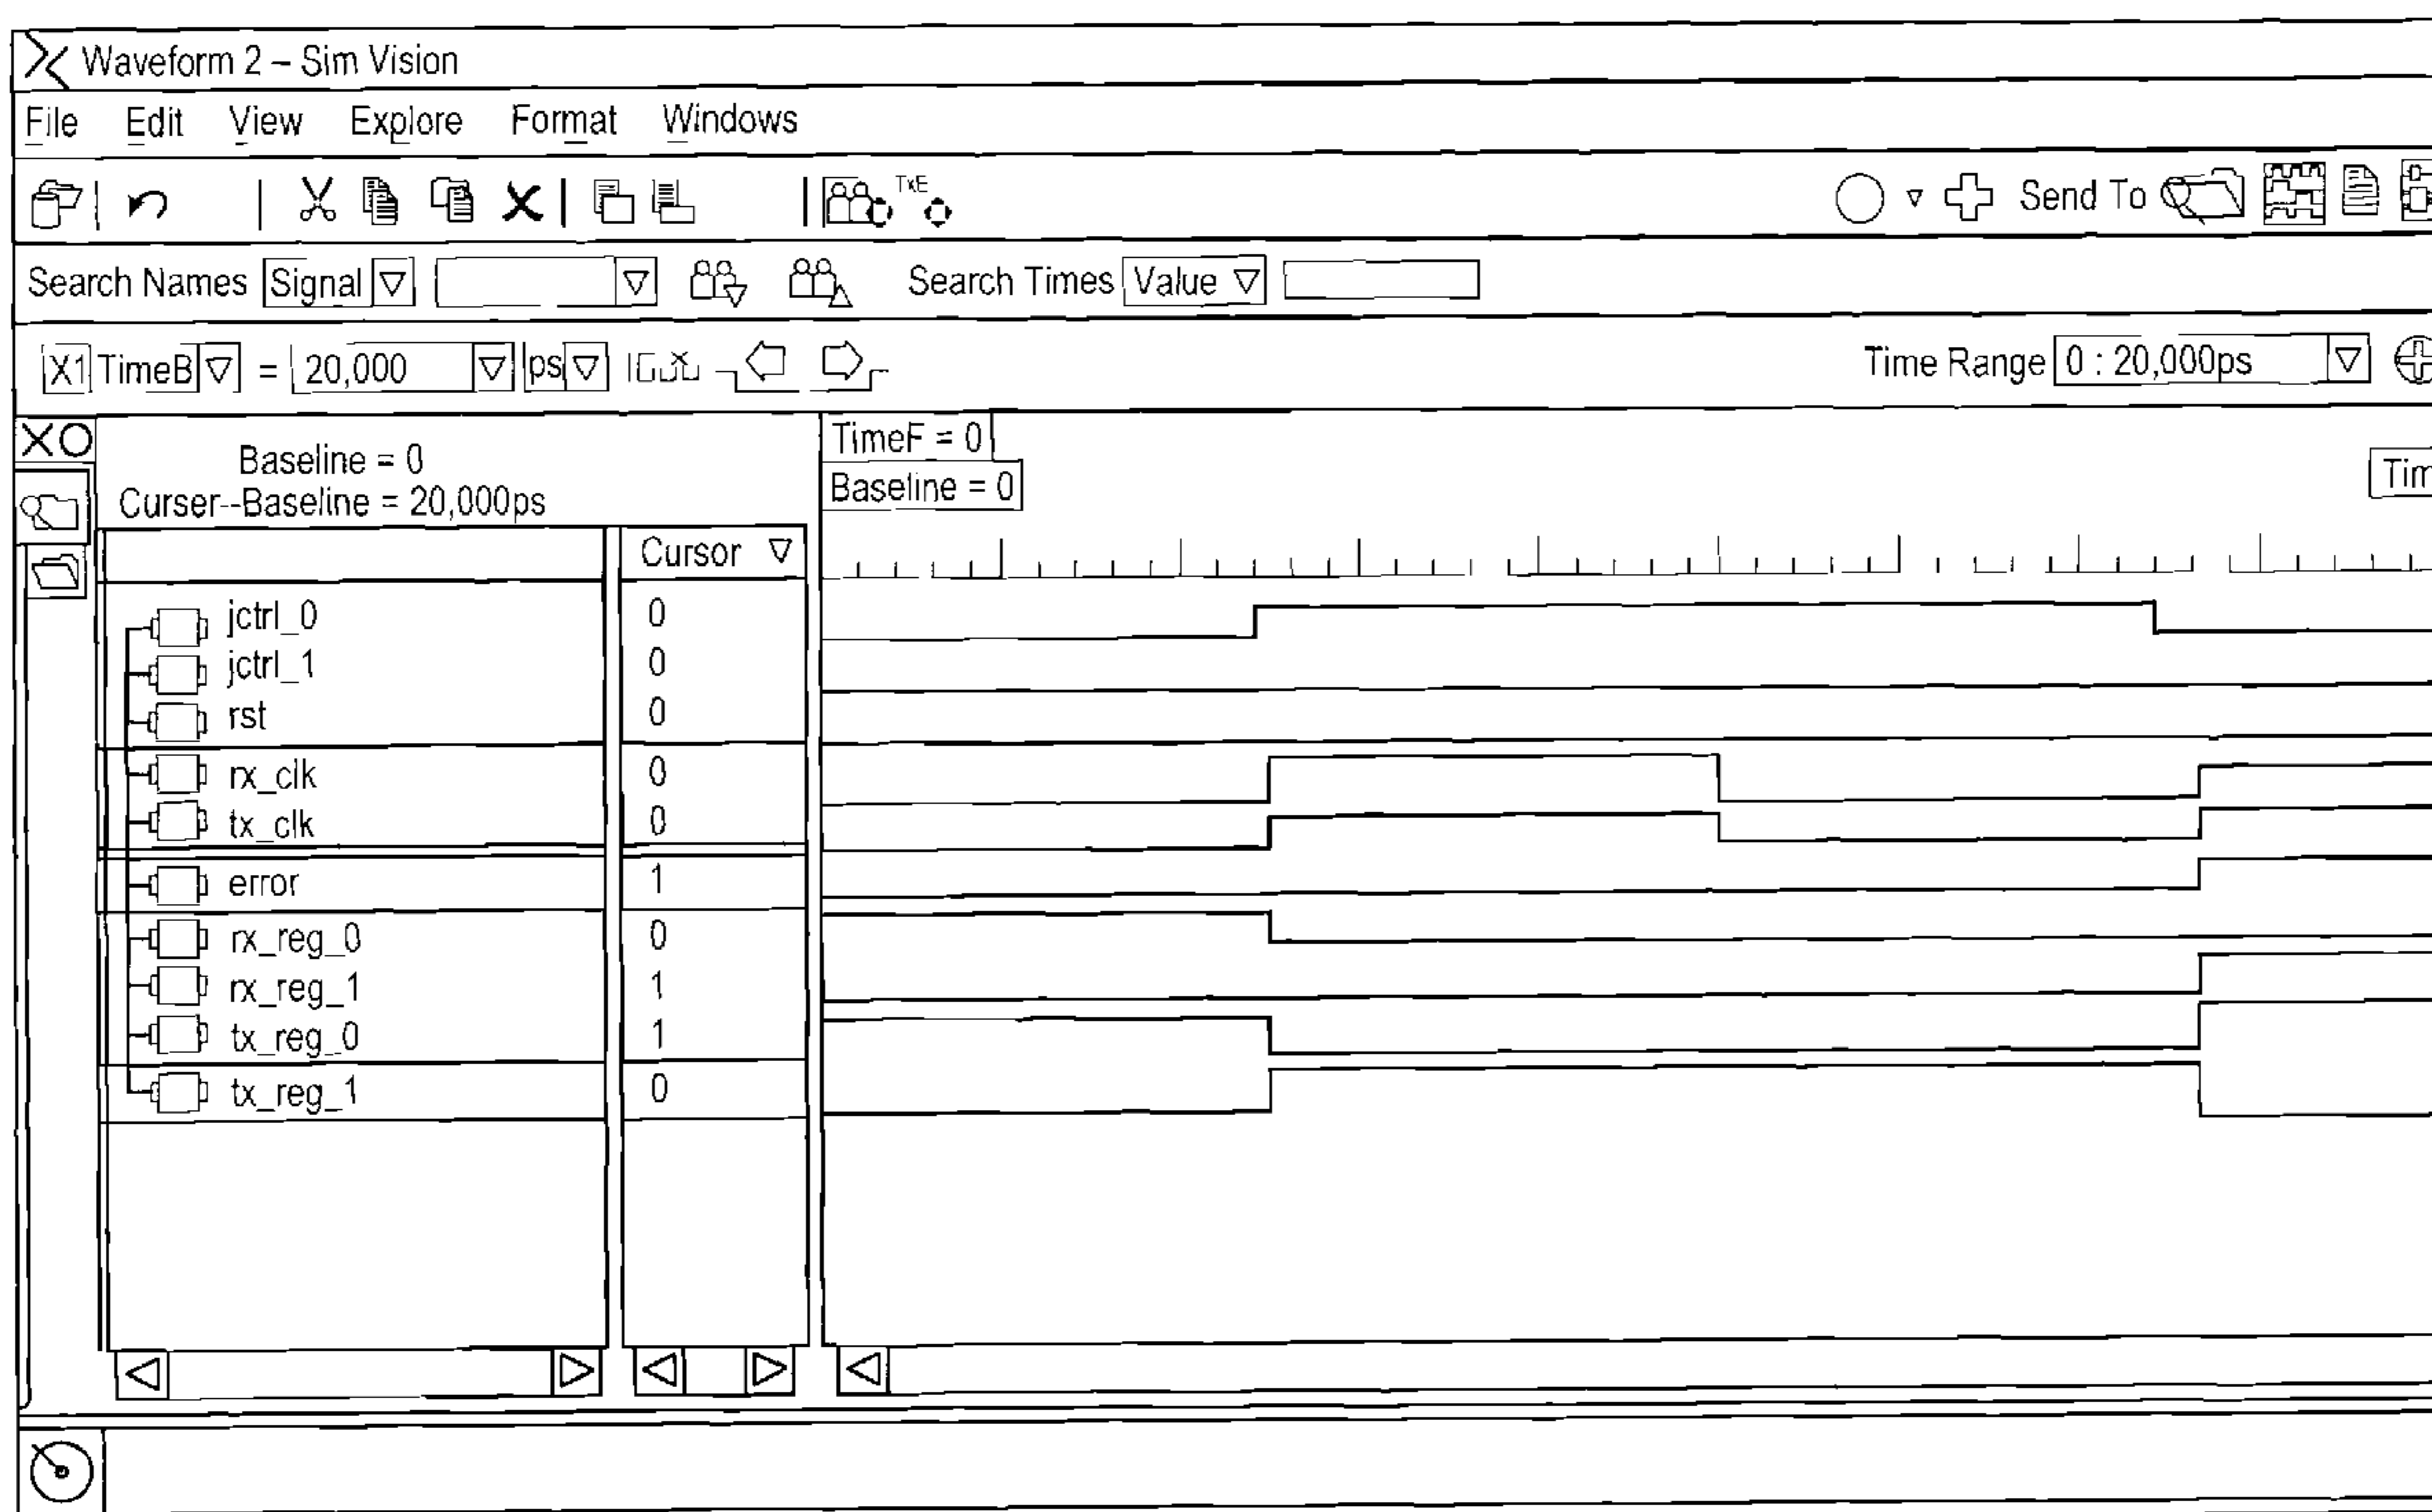 Waveform 2 – Sim Vision
File Edit View Explore Format Windows
TxE
Send To
Search Names Signal Search Times Value
X1 TimeB = 20,000 ps Time Range 0 : 20,000ps
XO
Baseline = 0 TimeF = 0
Curser--Baseline = 20,000ps Baseline = 0 Tim
Cursor
jctrl_0 0
jctrl_1 0
rst 0
rx_clk 0
tx_clk 0
error 1
rx_reg_0 0
rx_reg_1 1
tx_reg_0 1
tx_reg_1 0